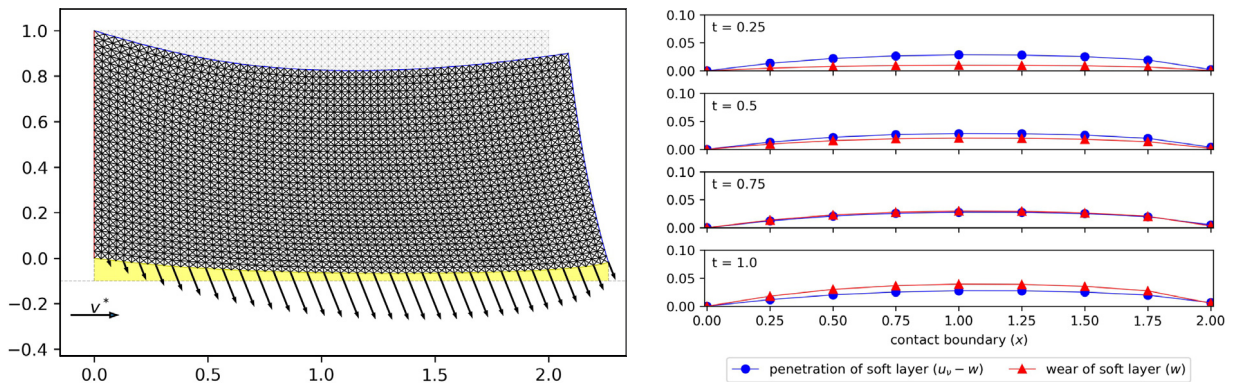 1.0
0.8
0.6
0.4
0.2
0.0
−0.2
−0.4
v*
0.0 0.5 1.0 1.5 2.0
0.10
0.05
0.00
t = 0.25
0.10
0.05
0.00
t = 0.5
0.10
0.05
0.00
t = 0.75
0.10
0.05
0.00
t = 1.0
0.00 0.25 0.50 0.75 1.00 1.25 1.50 1.75 2.00
contact boundary (x)
penetration of soft layer (uν − w) wear of soft layer (w)